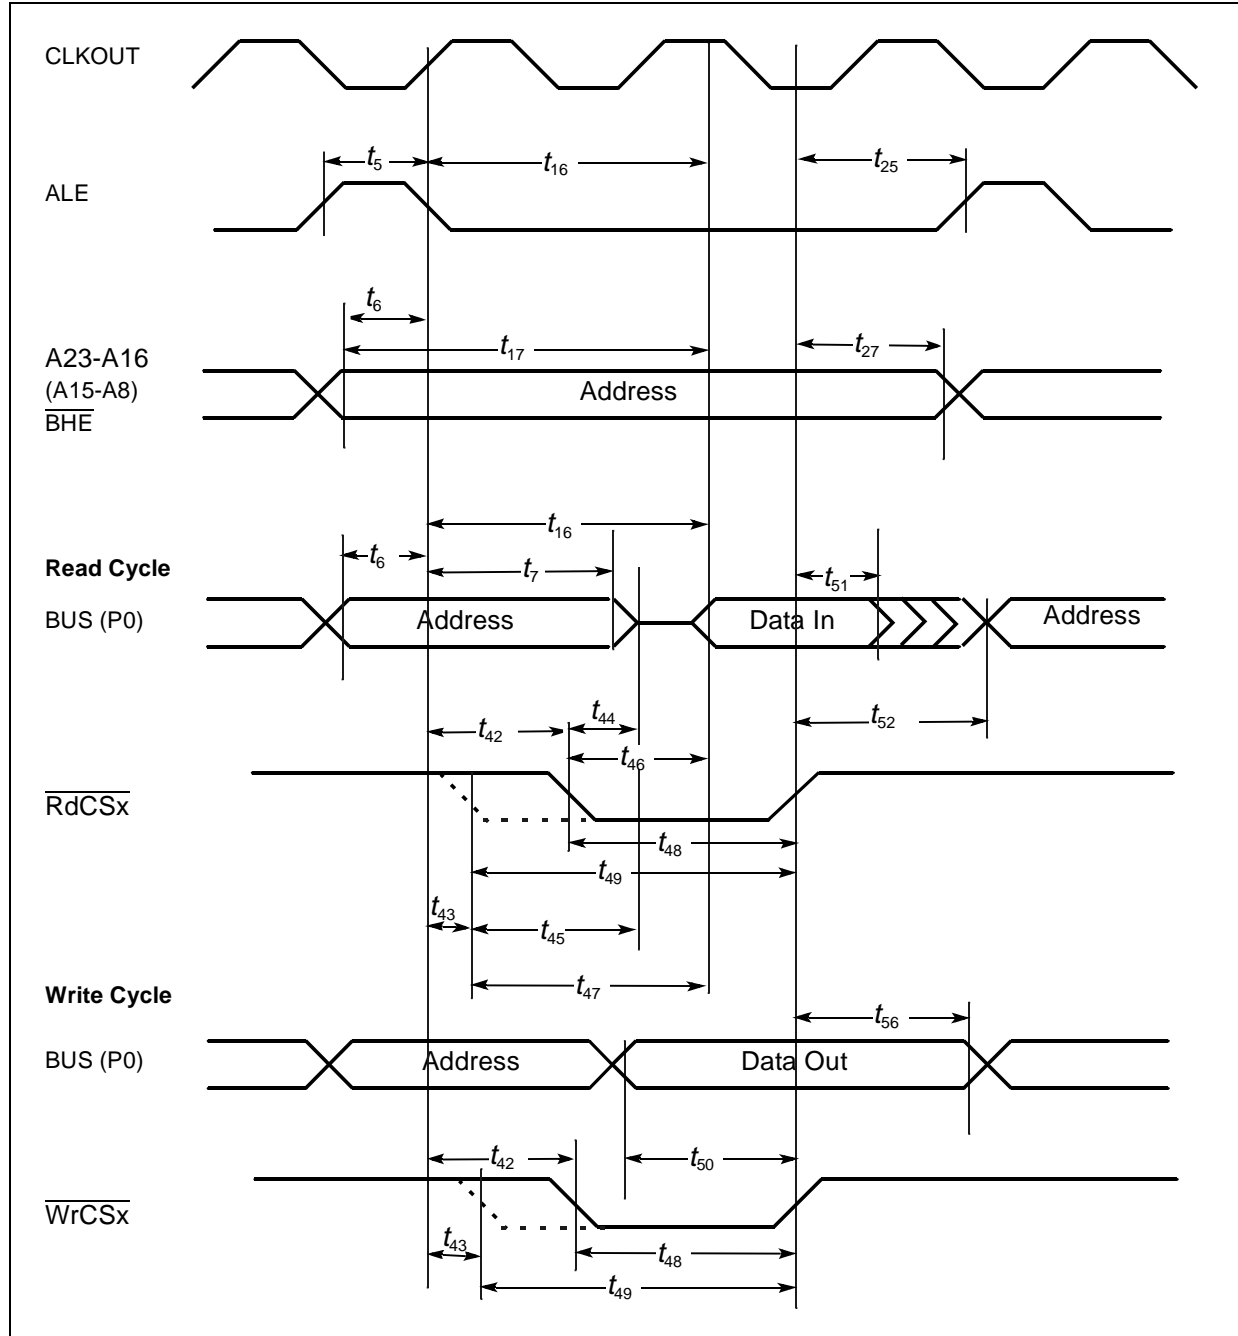 CLKOUT
t5 t16 t25
ALE
t6
t17 t27
A23-A16
(A15-A8) Address
BHE
t16
Read Cycle t6 t7 t51
BUS (P0) Address Data In Address
t42 t44 t52
t46
RdCSx
t48
t49
t43 t45
t47
Write Cycle
t56
BUS (P0) Address Data Out
t42 t50
WrCSx
t43 t48
t49